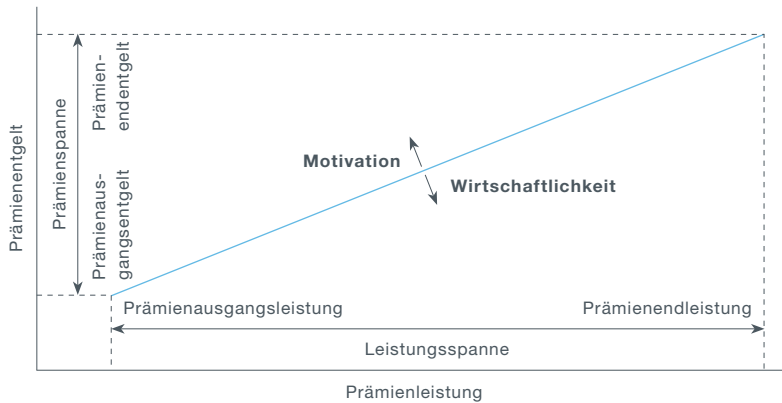 Prämienentgelt
Prämienspanne
Prämien-
endentgelt
Prämienaus-
gangsentgelt
Motivation
Wirtschaftlichkeit
Prämienausgangsleistung
Prämienendleistung
Leistungsspanne
Prämienleistung